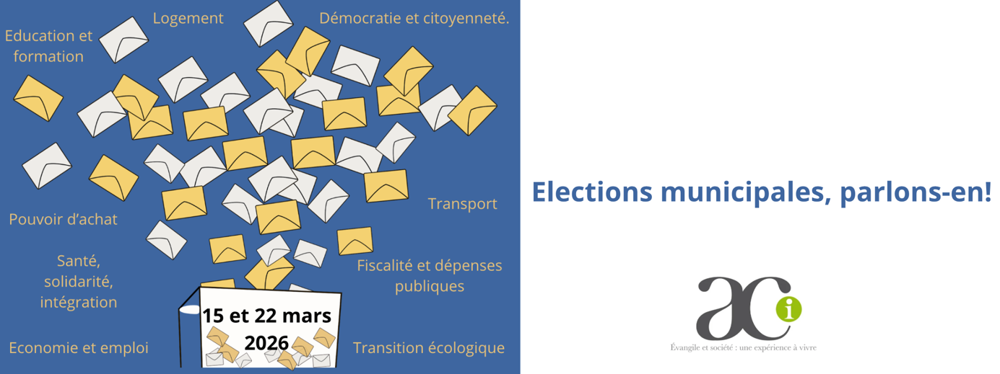 Logement
Démocratie et citoyenneté.
Education et
formation
Transport
Pouvoir d'achat
Santé,
solidarité,
intégration
Fiscalité et dépenses
publiques
15 et 22 mars
2026
Economie et emploi
Transition écologique
Elections municipales, parlons-en!
aci
Évangile et société : une expérience à vivre